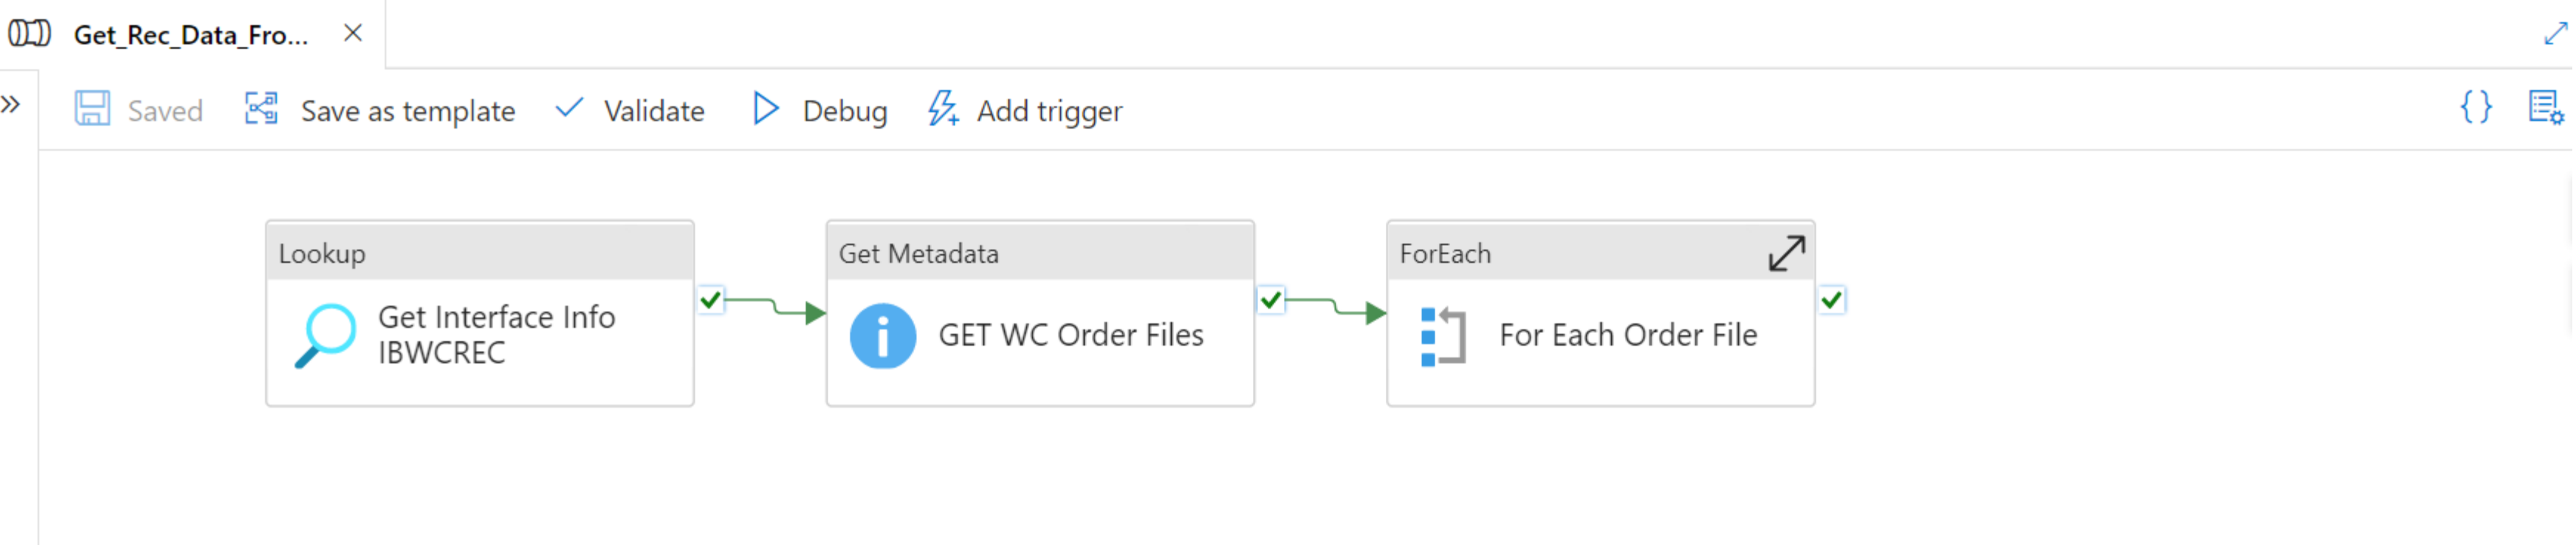 Get_Rec_Data_Fro...
Saved
Save as template
Validate
Debug
Add trigger
Lookup
Get Interface Info
IBWCREC
Get Metadata
GET WC Order Files
ForEach
For Each Order File